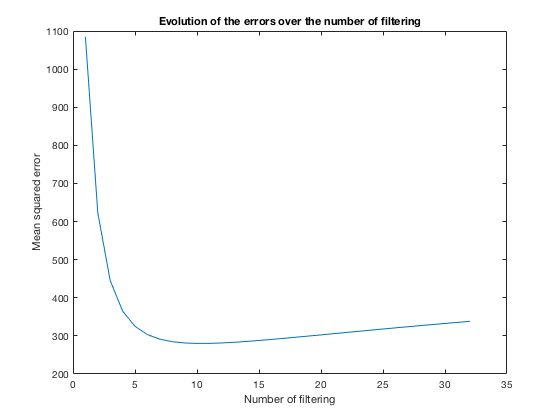 Evolution of the errors over the number of filtering
1100
1000
900
800
700
600
500
400
300
200
Mean squared error
0 5 10 15 20 25 30 35
Number of filtering